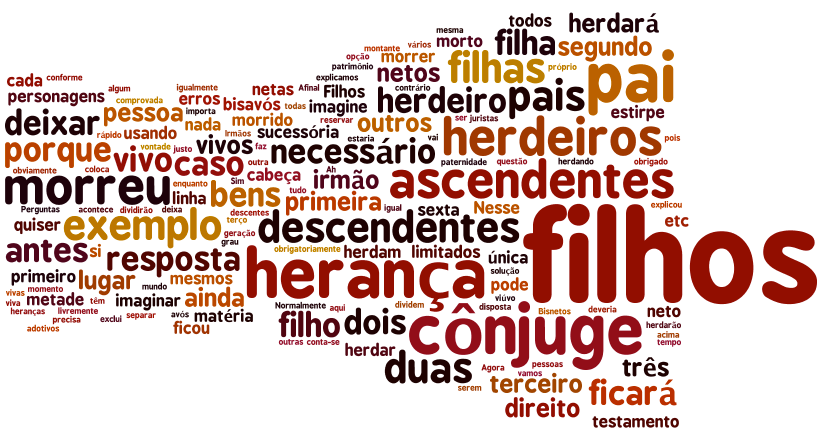 todos
herdará
mesma
morto
vários
montante
filha
segundo
opção
morrer
patrimônio
netos
filhas
próprio
pai
cada
conforme
algum
igualmente
netas
Afinal
explicamos
Filhos
contrário
personagens
comprovada
erros
bisavós
todas
imagine
herdeiro
pais
estirpe
deixar
pessoa
importa
nada
morrido
reservar
ser
juristas
rápido
usando
Irmãos
sucessória
outros
herdeiros
pois
porque
vontade
justo
vivos
faz
estaria
vai
necessário
paternidade
questão
herdando
obrigado
vivo
caso
outra
cabeça
Ah
irmão
ascendentes
obviamente
coloca
enquanto
Sim
tudo
morreu
linha
bens
primeira
igual
sexta
Nesse
explicou
Perguntas
acontece
dividirão
deixa
descentes
terço
etc
quiser
exemplo
geração
descendentes
filhos
grau
antes
si
resposta
obrigatoriamente
herdam
limitados
única
primeiro
mundo
lugar
mesmos
herança
solução
pode
vivas
momento
viúvo
viva
metade
têm
imaginar
ainda
Normalmente
aqui
dividem
disposta
Bisnetos
deveria
neto
heranças
livremente
precisa
exclui
separar
avós
matéria
filho
dois
cônjuge
herdarão
adotivos
ficou
acima
outras
conta-se
herdar
tempo
duas
Agora
pessoas
vamos
três
serem
terceiro
ficará
direito
testamento